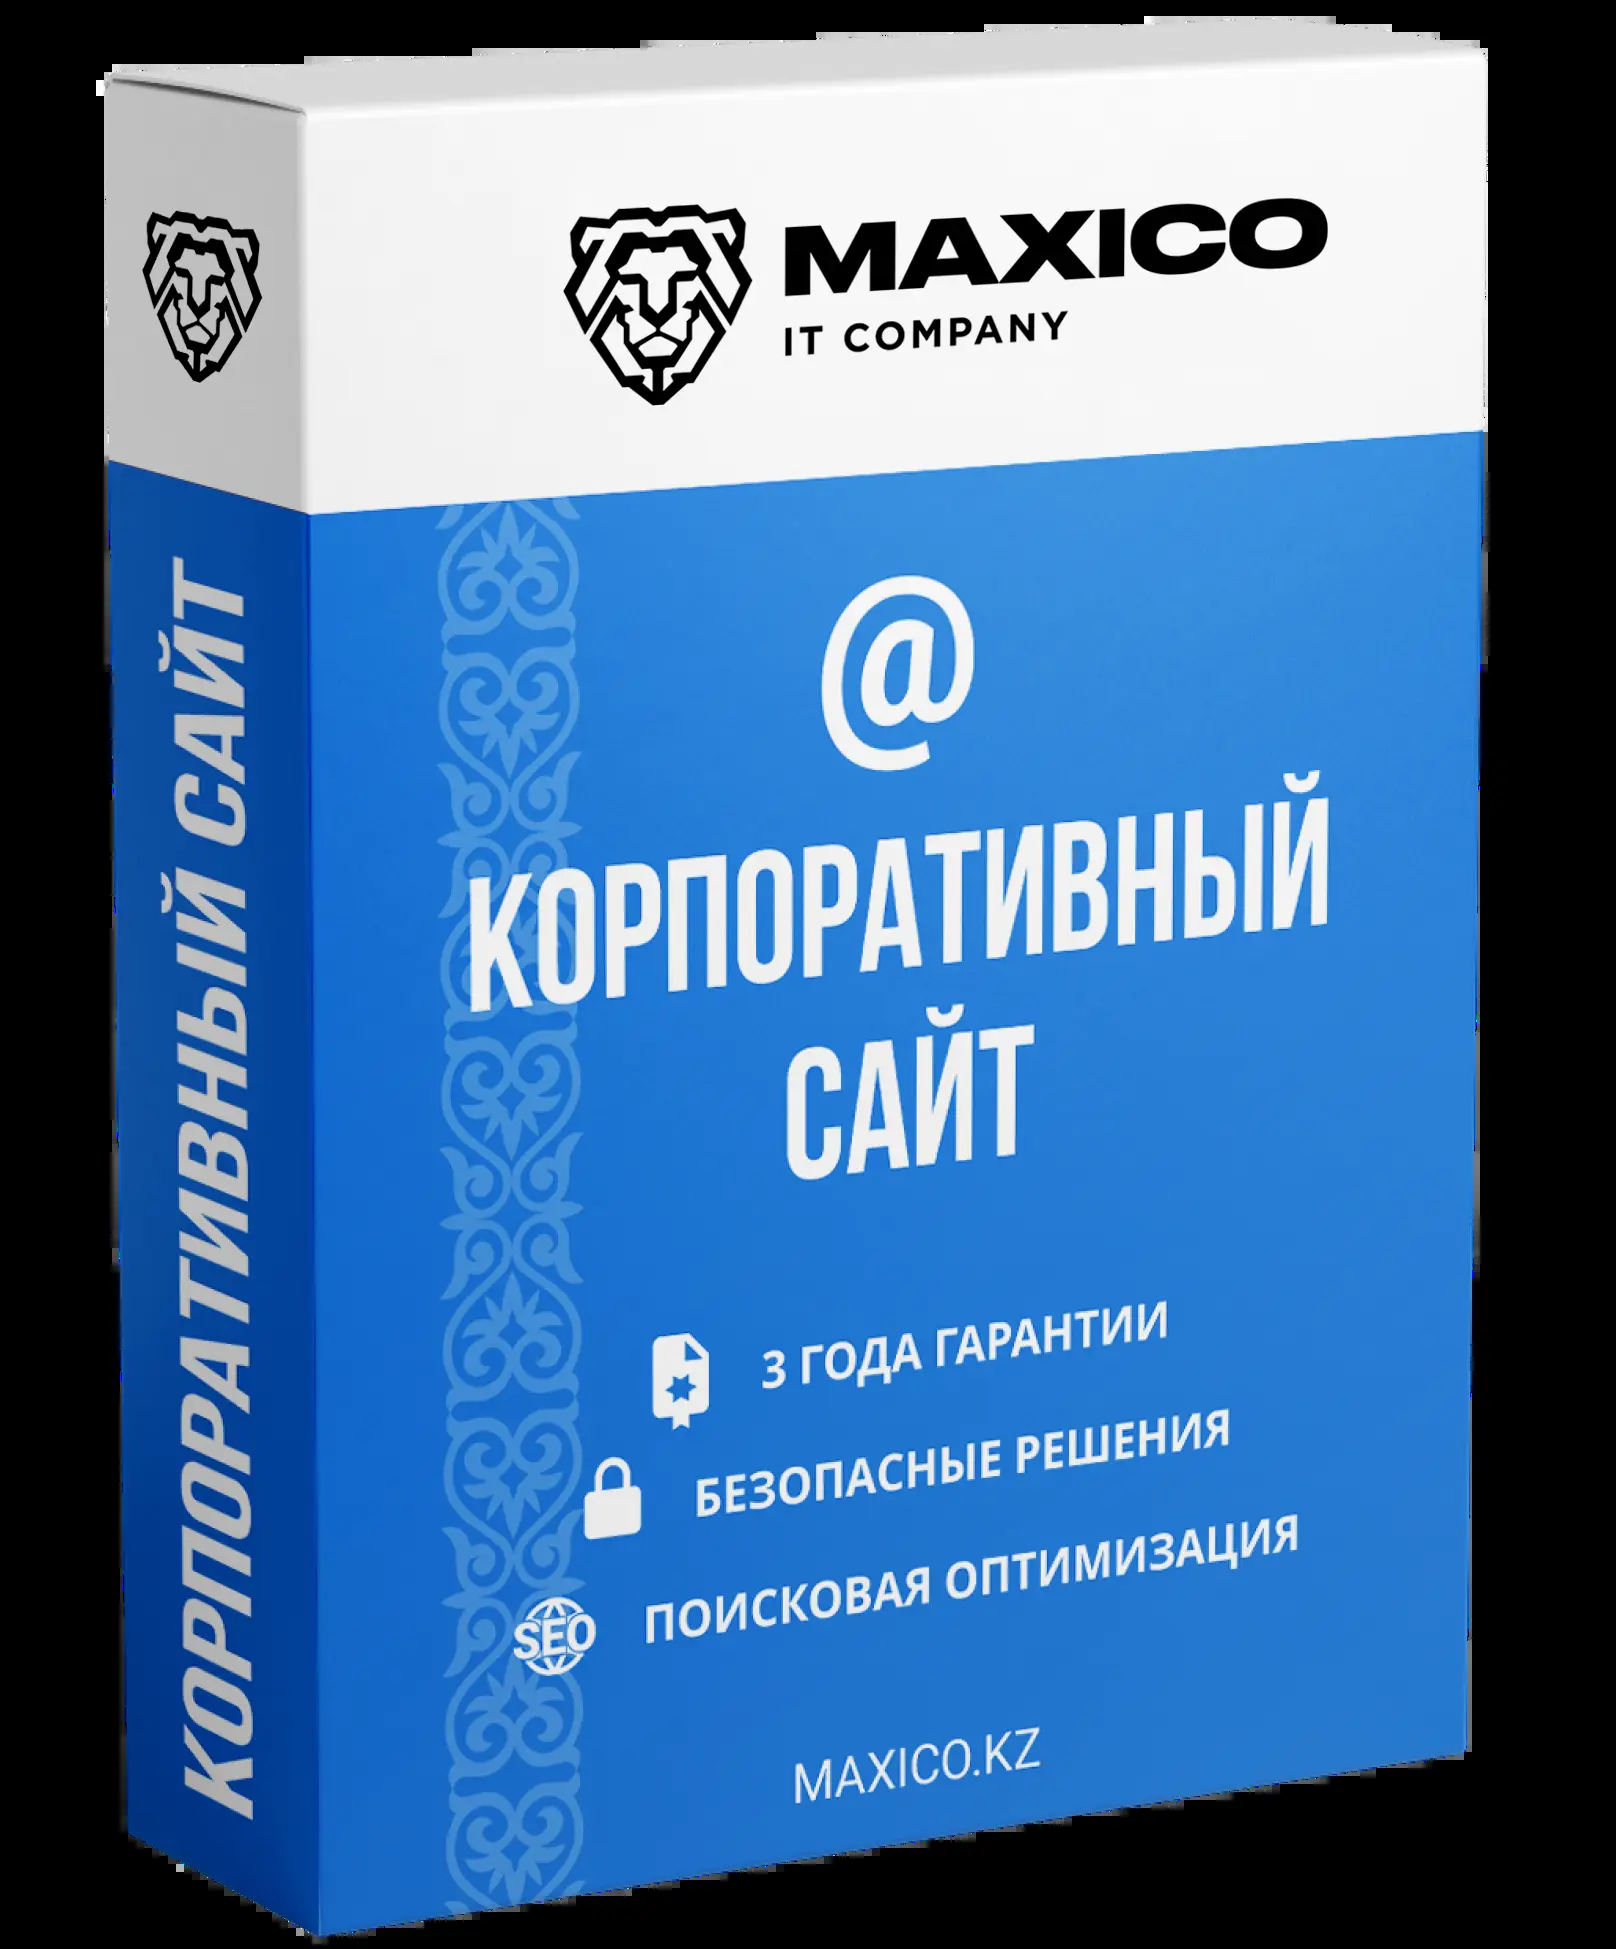 MAXICO
IT COMPANY
@
КОРПОРАТИВНЫЙ
САЙТ
3 ГОДА ГАРАНТИИ
БЕЗОПАСНЫЕ РЕШЕНИЯ
SEO
ПОИСКОВАЯ ОПТИМИЗАЦИЯ
MAXICO.KZ
КОРПОРАТИВНЫЙ САЙТ